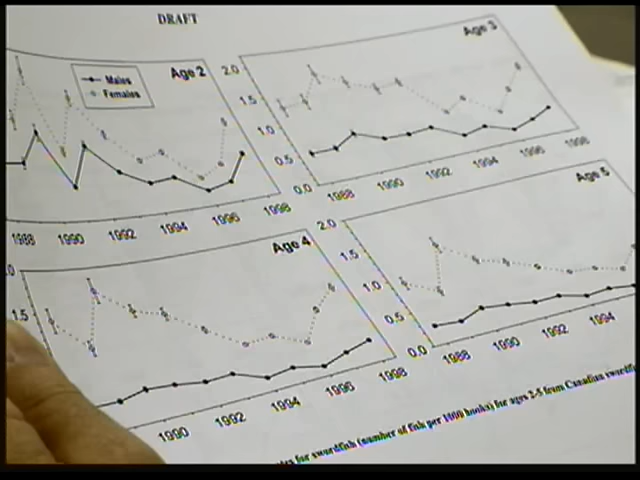 DRAFT
Age 2
Males
Females
1988 1990 1992 1994 1996 1998
Age 3
2.0
1.5
1.0
0.5
0.0
1988 1990 1992 1994 1996 1998
Age 4
1.5
1990 1992 1994 1996 1998
Age 5
2.0
1.5
1.0
0.5
0.0
1988 1990 1992 1994
for swordfish (number of fish per 1000 hooks) for ages 2-5 from Canadian